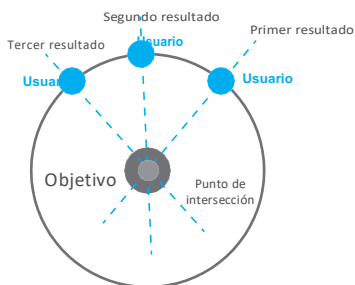 Segundo resultado
Primer resultado
Tercer resultado
Usuario
Usuario
Usuario
Objetivo
Punto de
intersección